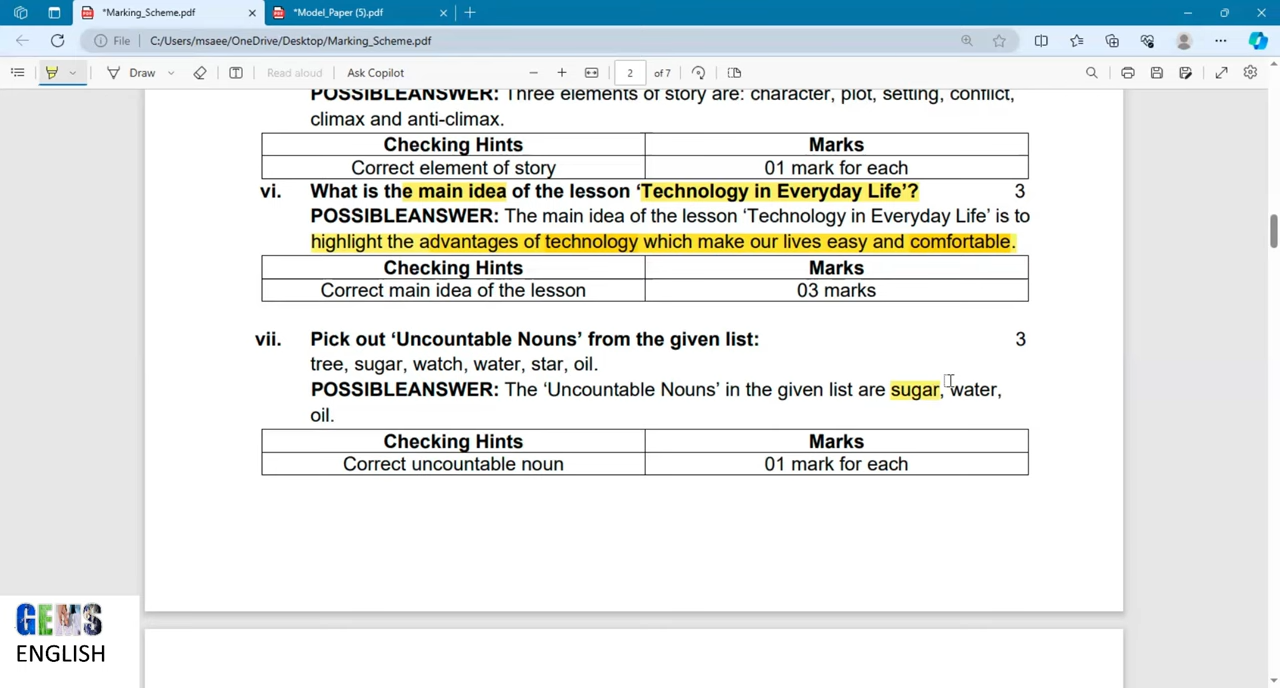 *Marking_Scheme.pdf
*Model_Paper (5).pdf
File C:/Users/msaee/OneDrive/Desktop/Marking_Scheme.pdf
Draw Read aloud Ask Copilot 2 of 7
POSSIBLEANSWER: Three elements of story are: character, plot, setting, conflict,
climax and anti-climax.
Checking Hints Marks
Correct element of story 01 mark for each
vi. What is the main idea of the lesson ‘Technology in Everyday Life’? 3
POSSIBLEANSWER: The main idea of the lesson ‘Technology in Everyday Life’ is to
highlight the advantages of technology which make our lives easy and comfortable.
Checking Hints Marks
Correct main idea of the lesson 03 marks
vii. Pick out ‘Uncountable Nouns’ from the given list: 3
tree, sugar, watch, water, star, oil.
POSSIBLEANSWER: The ‘Uncountable Nouns’ in the given list are sugar, water,
oil.
Checking Hints Marks
Correct uncountable noun 01 mark for each
GEMS
ENGLISH